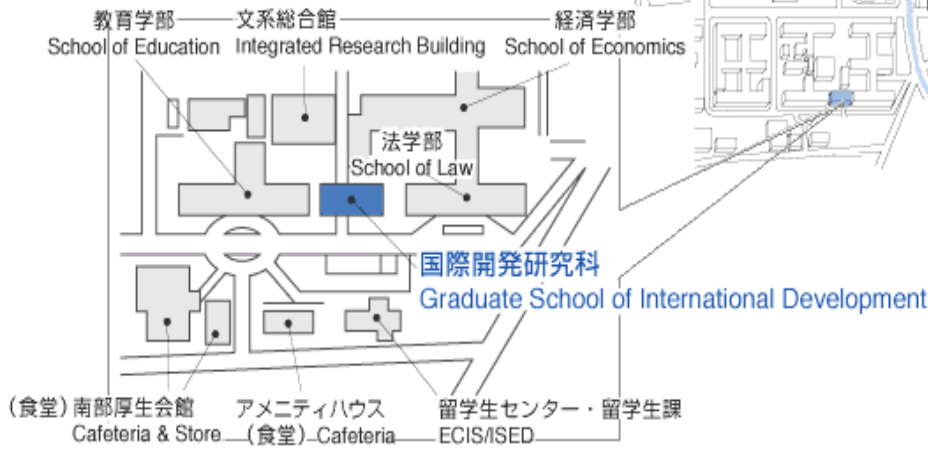 教育学部
School of Education
文系総合館
Integrated Research Building
経済学部
School of Economics
法学部
School of Law
国際開発研究科
Graduate School of International Development
(食堂) 南部厚生会館
Cafeteria & Store
アメニティハウス
(食堂) Cafeteria
留学生センター・留学生課
ECIS/ISED